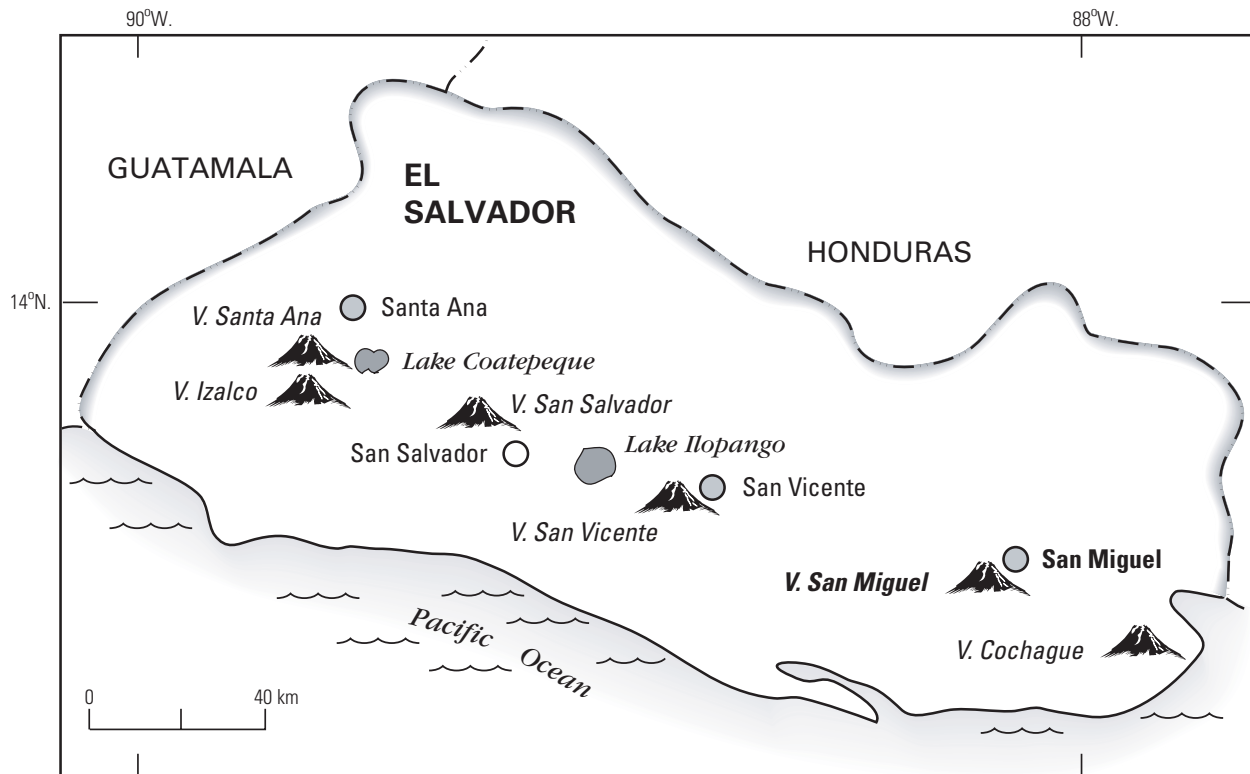 90°W.
88°W.
GUATAMALA
EL
SALVADOR
HONDURAS
14°N.
Santa Ana
V. Santa Ana
Lake Coatepeque
V. Izalco
V. San Salvador
San Salvador
Lake Ilopango
San Vicente
V. San Vicente
San Miguel
V. San Miguel
Pacific
Ocean
V. Cochague
0
40 km